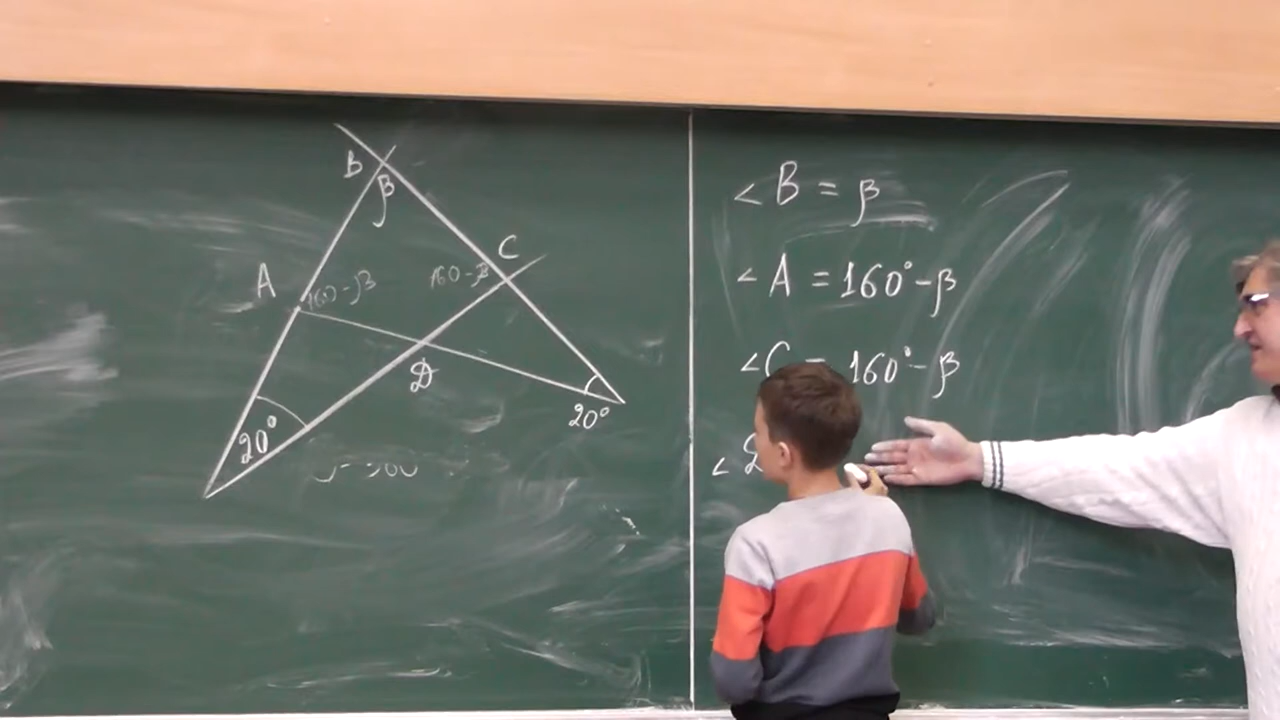 B
β
C
A
160-β
160-β
D
20°
20°
∠B = β
∠A = 160°-β
∠C = 160°-β
∠